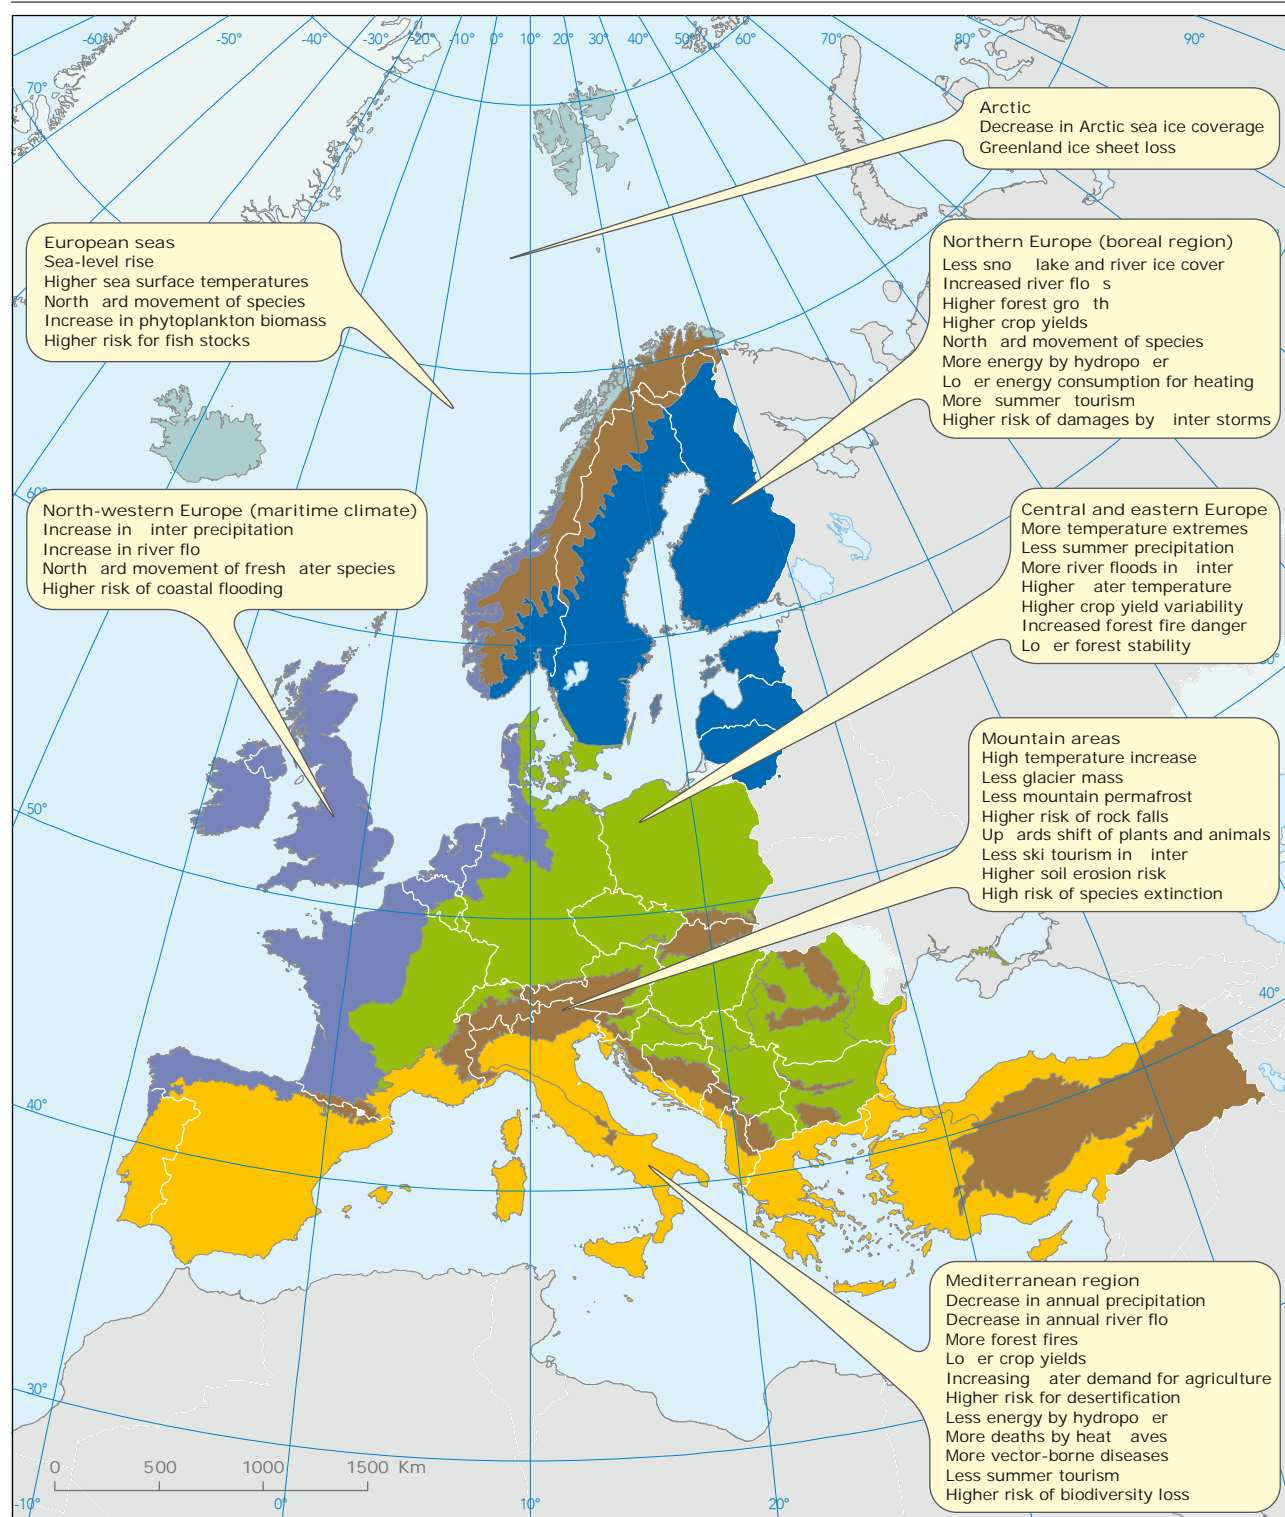 -60°
-50°
-40°
-30°
-20°
-10°
0°
10°
20°
30°
40°
50°
60°
70°
80°
90°
70°
Arctic
Decrease in Arctic sea ice coverage
Greenland ice sheet loss
European seas
Sea-level rise
Higher sea surface temperatures
North ard movement of species
Increase in phytoplankton biomass
Higher risk for fish stocks
Northern Europe (boreal region)
Less sno lake and river ice cover
Increased river flo s
Higher forest gro th
Higher crop yields
North ard movement of species
More energy by hydropo er
Lo er energy consumption for heating
More summer tourism
Higher risk of damages by inter storms
60°
North-western Europe (maritime climate)
Increase in inter precipitation
Increase in river flo
North ard movement of fresh ater species
Higher risk of coastal flooding
Central and eastern Europe
More temperature extremes
Less summer precipitation
More river floods in inter
Higher ater temperature
Higher crop yield variability
Increased forest fire danger
Lo er forest stability
50°
Mountain areas
High temperature increase
Less glacier mass
Less mountain permafrost
Higher risk of rock falls
Up ards shift of plants and animals
Less ski tourism in inter
Higher soil erosion risk
High risk of species extinction
50°
40°
40°
Mediterranean region
Decrease in annual precipitation
Decrease in annual river flo
More forest fires
Lo er crop yields
Increasing ater demand for agriculture
Higher risk for desertification
Less energy by hydropo er
More deaths by heat aves
More vector-borne diseases
Less summer tourism
Higher risk of biodiversity loss
30°
0 500 1000 1500 Km
-10°
0°
10°
20°